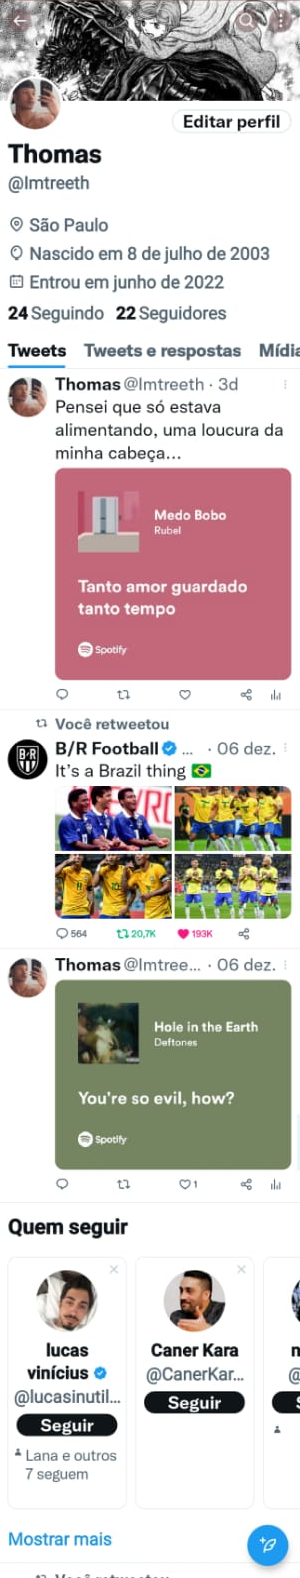 Editar perfil
Thomas
@lmtreeth
São Paulo
Nascido em 8 de julho de 2003
Entrou em junho de 2022
24 Seguindo 22 Seguidores
Tweets Tweets e respostas Mídia
Thomas @lmtreeth · 3d
Pensei que só estava
alimentando, uma loucura da
minha cabeça...
Medo Bobo
Rubel
Tanto amor guardado
tanto tempo
Spotify
Você retweetou
B/R Football ... · 06 dez.
It's a Brazil thing
564 20,7K 193K
Thomas @lmtree... · 06 dez.
Hole in the Earth
Deftones
You're so evil, how?
Spotify
1
Quem seguir
lucas
vinícius
@lucasinutil...
Seguir
Lana e outros
7 seguem
Caner Kara
@CanerKar...
Seguir
Mostrar mais